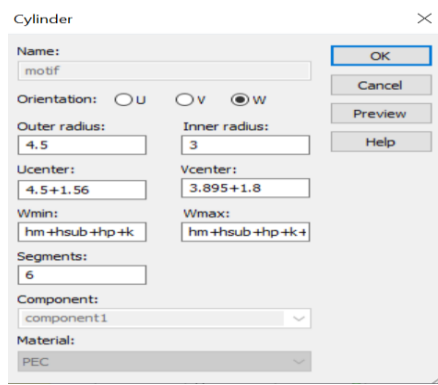 Cylinder
Name:
OK
motif
Cancel
Orientation: U V W
Preview
Outer radius: Inner radius:
Help
4.5 3
Ucenter: Vcenter:
4.5+1.56 3.895+1.8
Wmin: Wmax:
hm+hsub+hp+k hm+hsub+hp+k+
Segments:
6
Component:
component1
Material:
PEC